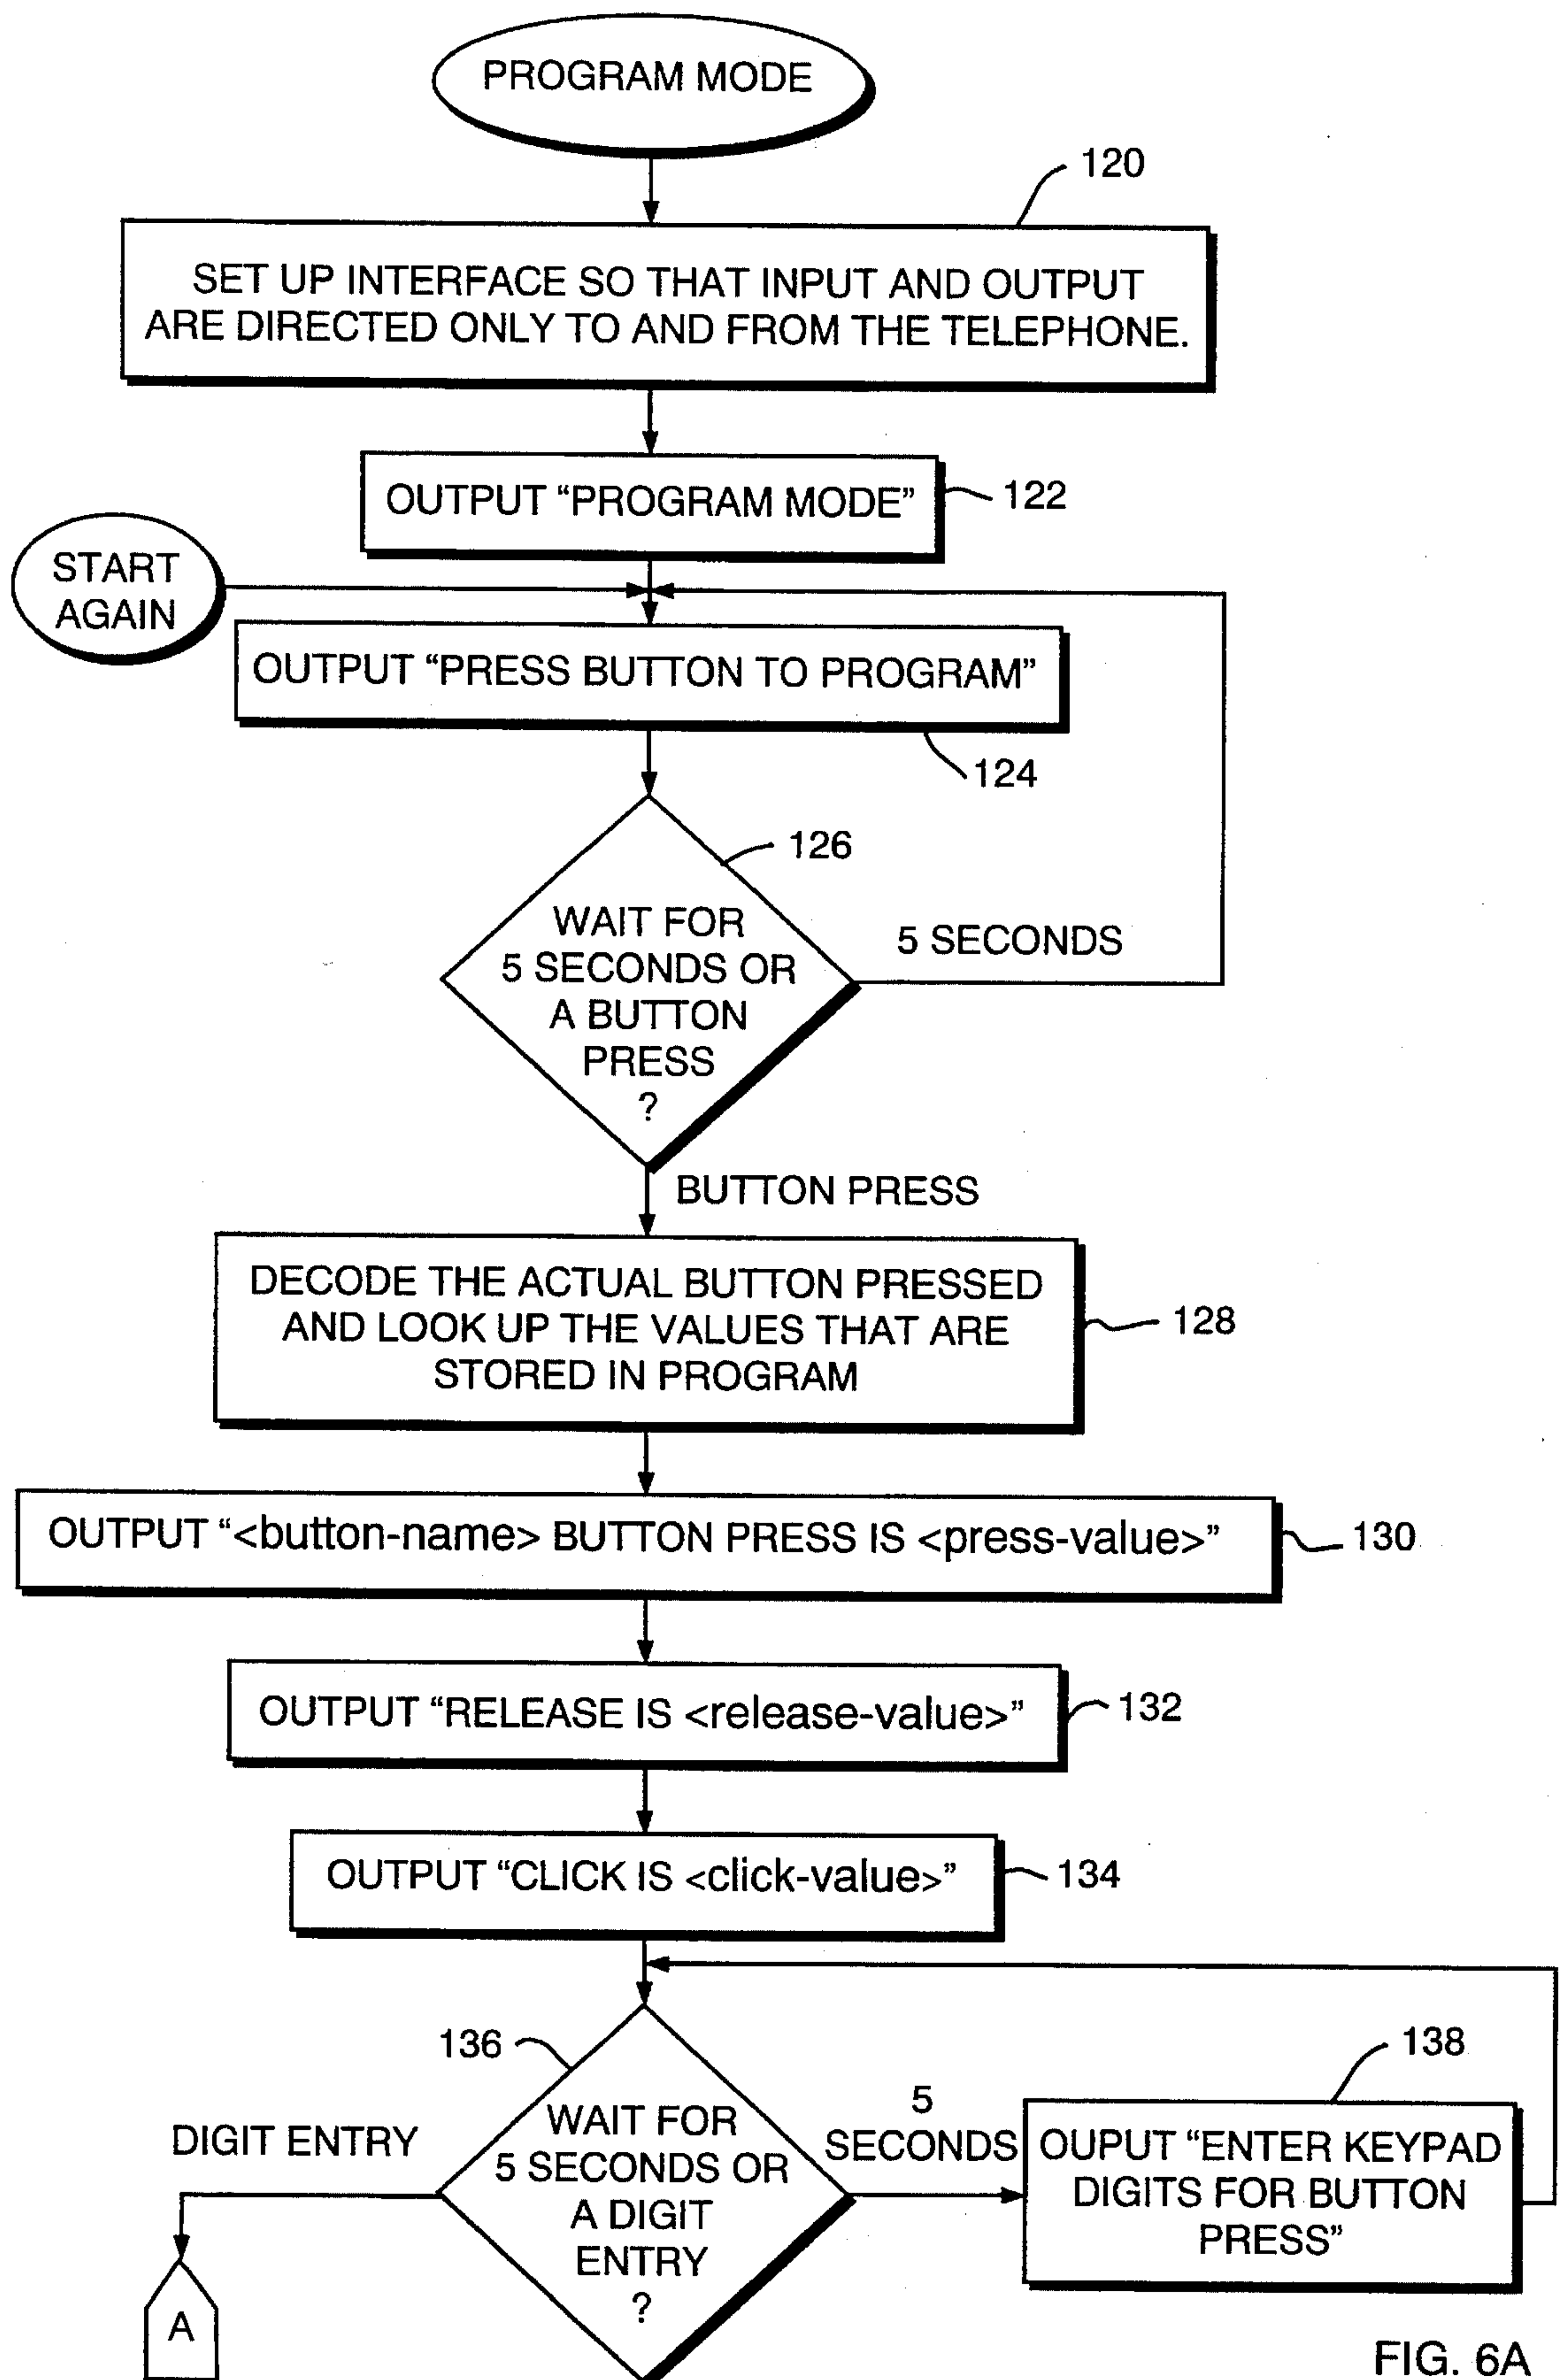 PROGRAM MODE
120
SET UP INTERFACE SO THAT INPUT AND OUTPUT
ARE DIRECTED ONLY TO AND FROM THE TELEPHONE.
OUTPUT “PROGRAM MODE”
122
START
AGAIN
OUTPUT “PRESS BUTTON TO PROGRAM”
124
126
WAIT FOR
5 SECONDS OR
A BUTTON
PRESS
?
5 SECONDS
BUTTON PRESS
DECODE THE ACTUAL BUTTON PRESSED
AND LOOK UP THE VALUES THAT ARE
STORED IN PROGRAM
128
OUTPUT “<button-name> BUTTON PRESS IS <press-value>”
130
OUTPUT “RELEASE IS <release-value>”
132
OUTPUT “CLICK IS <click-value>”
134
136
WAIT FOR
5 SECONDS OR
A DIGIT
ENTRY
?
DIGIT ENTRY
A
5
SECONDS
138
OUPUT “ENTER KEYPAD
DIGITS FOR BUTTON
PRESS”
FIG. 6A